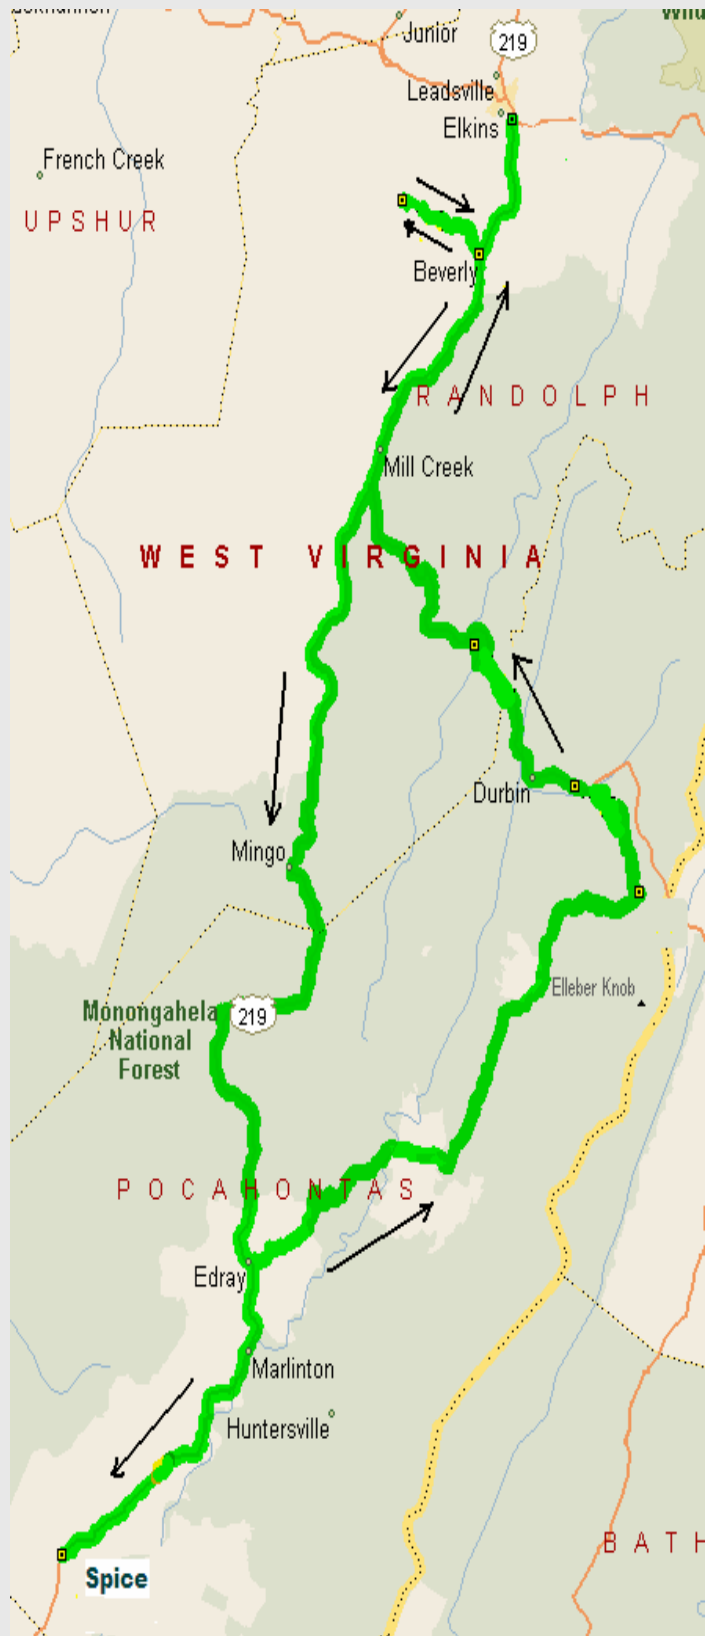 Junior
219
Leadsville
Elkins
French Creek
UPSHUR
Beverly
RANDOLPH
Mill Creek
WEST VIRGINIA
Durbin
Mingo
Elleber Knob
Monongahela
National
Forest
219
POCAHONTAS
Edray
Marlinton
Huntersville
BATH
Spice